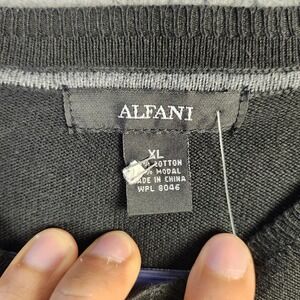 ALFANI
XL
% COTTON
% MODAL
MADE IN CHINA
WPL 8046